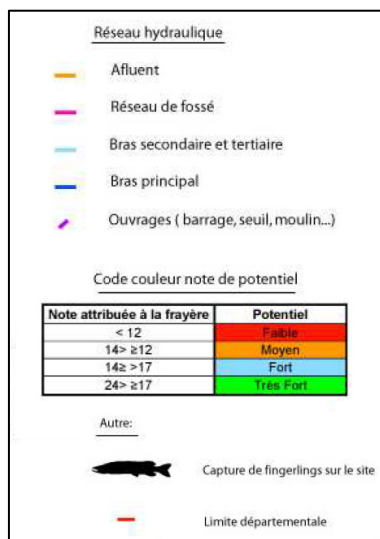 Réseau hydraulique
Afluent
Réseau de fossé
Bras secondaire et tertiaire
Bras principal
Ouvrages ( barrage, seuil, moulin...)
Code couleur note de potentiel
Note attribuée à la frayère Potentiel
< 12 Faible
14> ≥12 Moyen
14≥ >17 Fort
24> ≥17 Très Fort
Autre:
Capture de fingerlings sur le site
Limite départementale